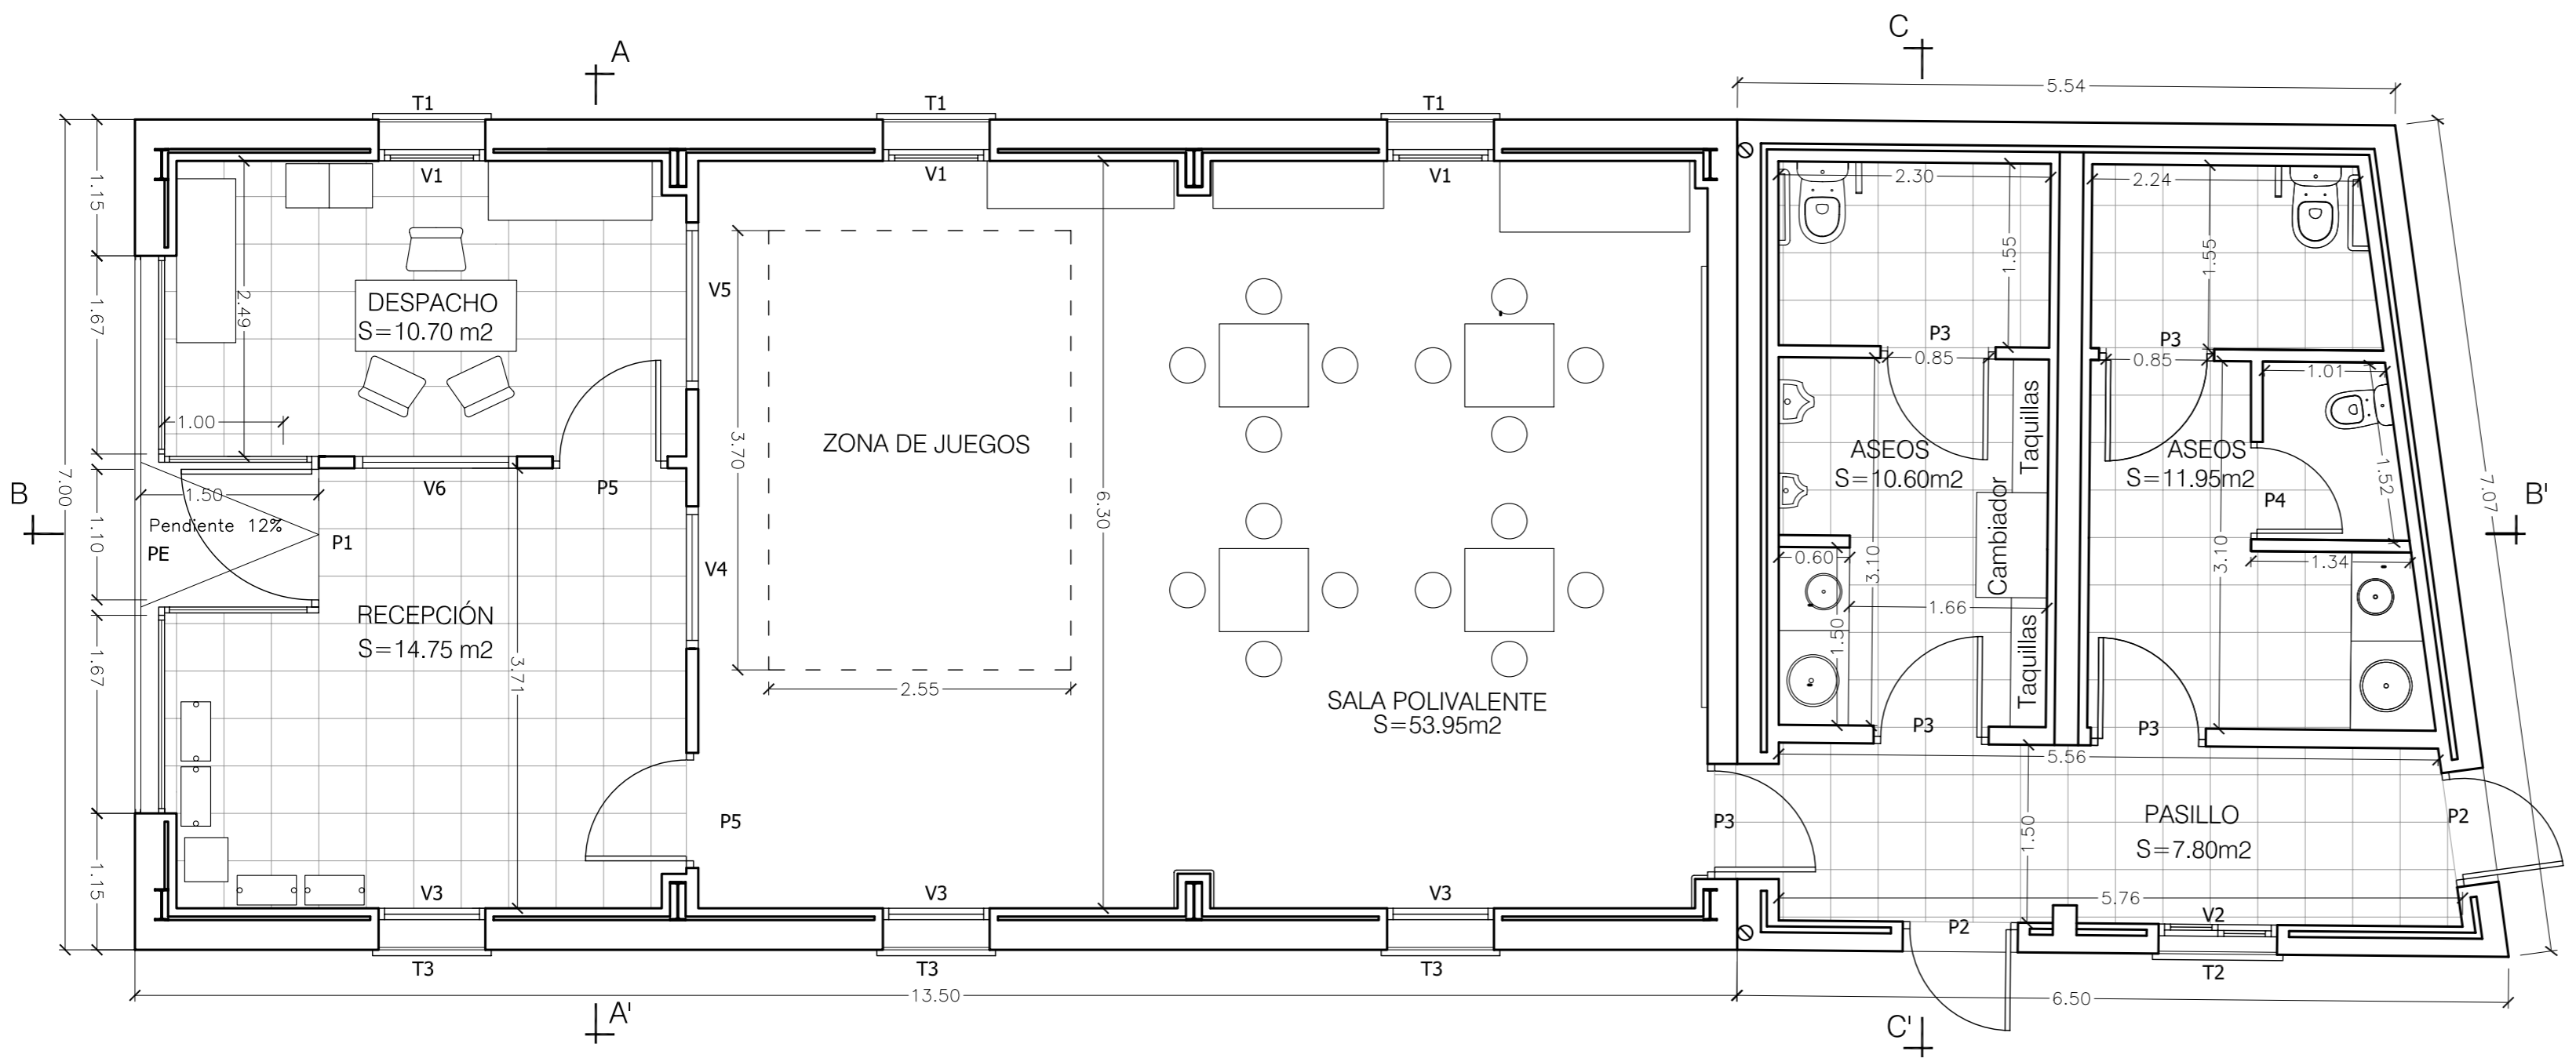 A
C
5.54
T1
T1
T1
1.15
V1
V1
V1
2.30
2.24
1.55
1.55
V5
1.67
2.49
DESPACHO
S=10.70 m2
P3
P3
0.85
0.85
1.01
1.00
3.70
ZONA DE JUEGOS
Taquillas
ASEOS
S=10.60m2
ASEOS
S=11.95m2
1.52
7.07
B
7.00
1.50
V6
P5
6.30
Cambiador
P4
B'
Pendiente 12%
PE
P1
1.10
V4
0.60
3.10
3.10
1.34
RECEPCIÓN
S=14.75 m2
1.66
1.50
Taquillas
1.67
3.71
2.55
SALA POLIVALENTE
S=53.95m2
P3
P3
5.56
P5
P3
1.50
PASILLO
S=7.80m2
P2
1.15
V3
V3
V3
5.76
V2
P2
T3
T3
T3
T2
13.50
6.50
A'
C'